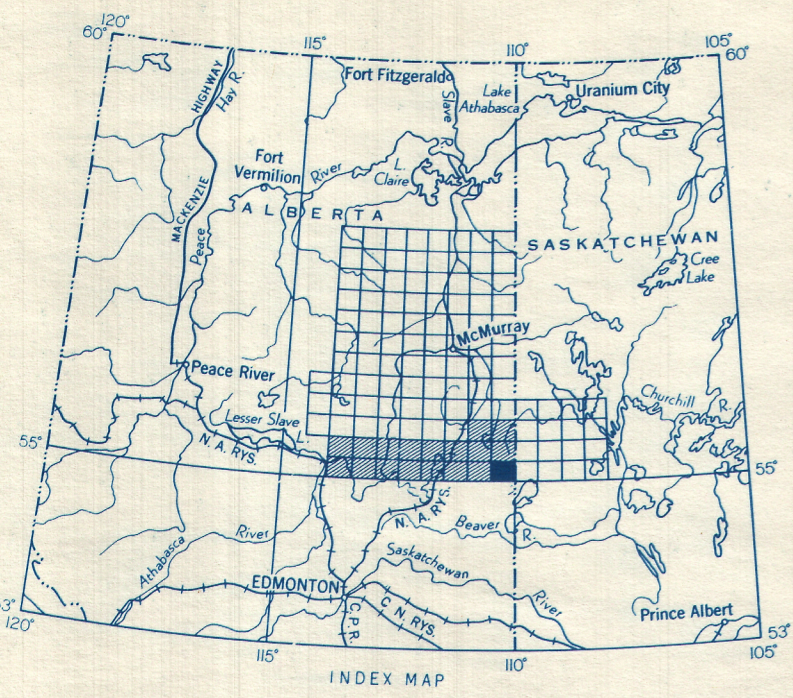 120°
60°
115°
110°
105°
60°
HIGHWAY
Hay R.
Fort Fitzgerald
Slave R.
Lake
Athabasca
Uranium City
Fort
Vermilion
River
L.
Claire
MACKENZIE
Peace
ALBERTA
SASKATCHEWAN
Cree
Lake
McMurray
Peace River
Lesser Slave L.
N. A. RYS.
Churchill R.
55°
55°
N. A. RYS.
Beaver R.
Athabasca River
Saskatchewan River
EDMONTON
C. N. RYS.
C.P.R.
Prince Albert
3°
120°
115°
110°
53°
105°
INDEX MAP